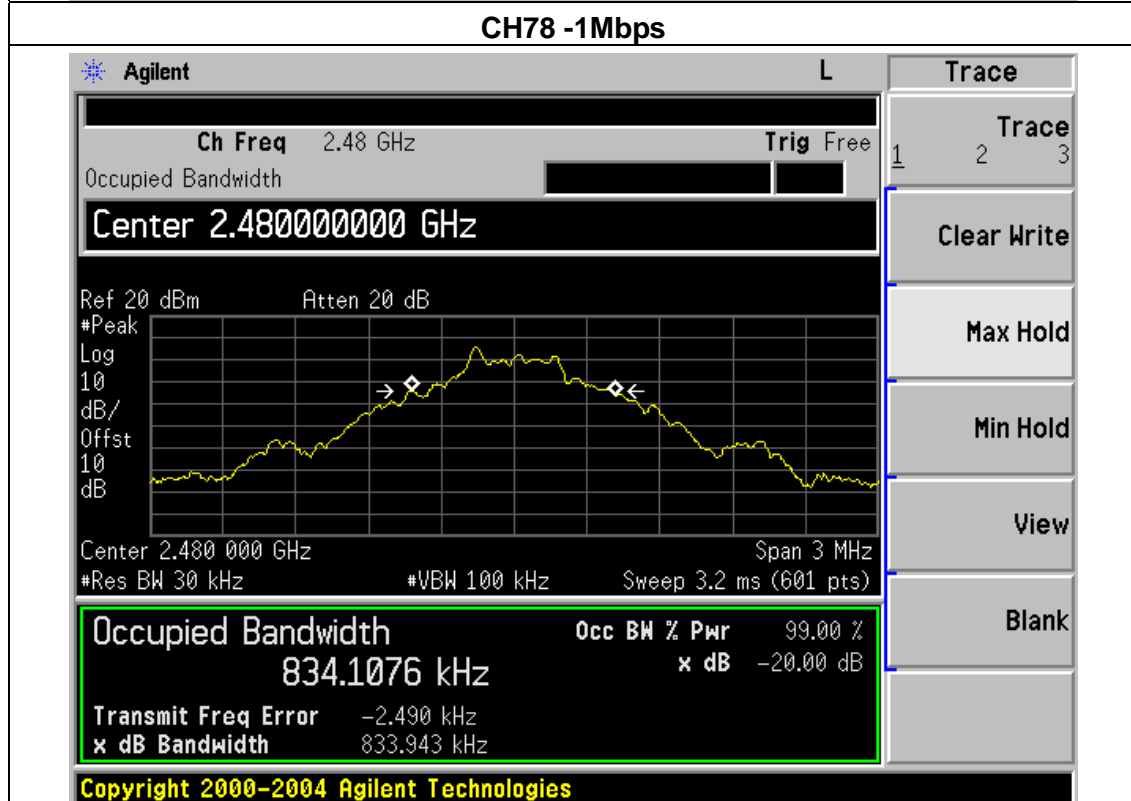 CH78 -1Mbps
Agilent L
Ch Freq 2.48 GHz Trig Free
Occupied Bandwidth
Center 2.480000000 GHz
Ref 20 dBm Atten 20 dB
#Peak
Log
10
dB/
Offst
10
dB
Center 2.480 000 GHz Span 3 MHz
#Res BW 30 kHz #VBW 100 kHz Sweep 3.2 ms (601 pts)
Occupied Bandwidth
834.1076 kHz
Occ BW % Pwr 99.00 %
x dB -20.00 dB
Transmit Freq Error -2.490 kHz
x dB Bandwidth 833.943 kHz
Copyright 2000-2004 Agilent Technologies
Trace
Trace
1 2 3
Clear Write
Max Hold
Min Hold
View
Blank